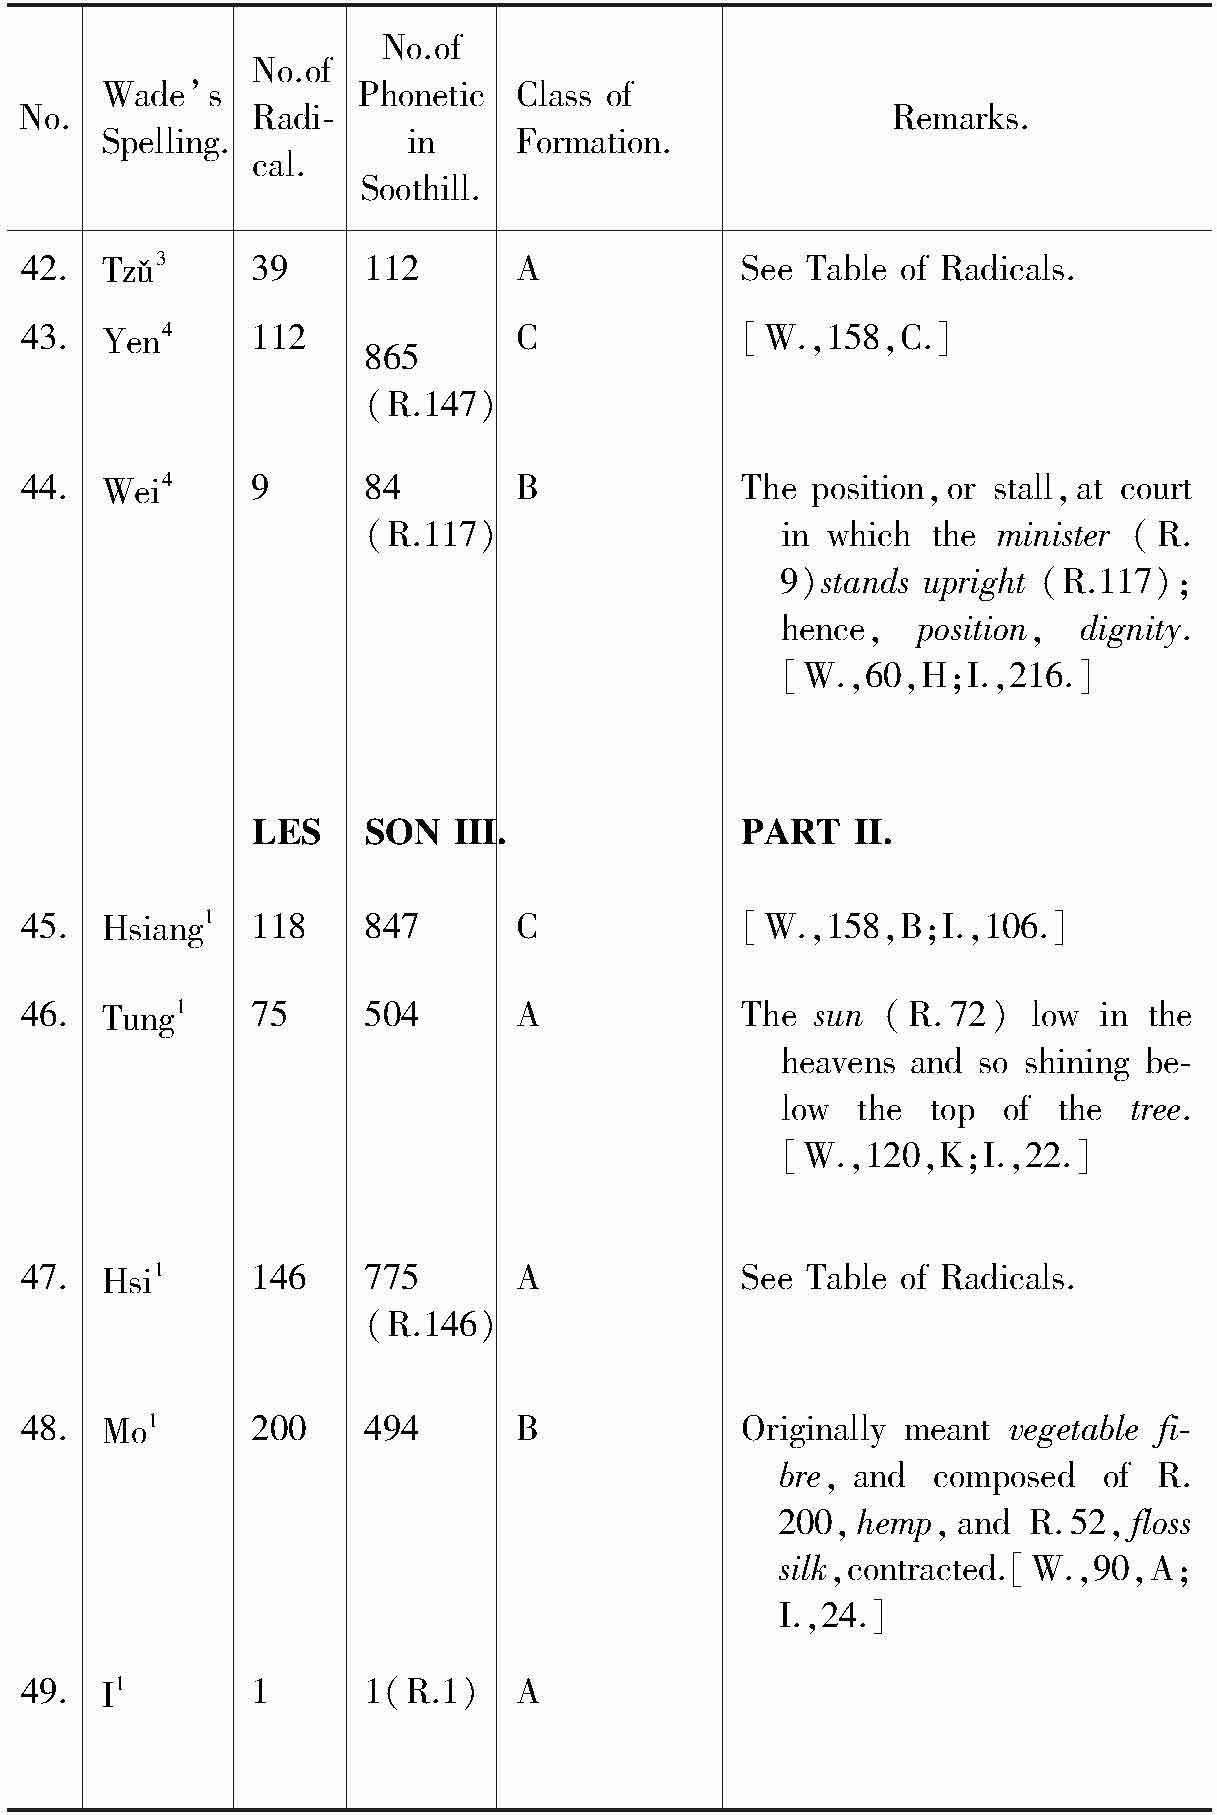 No. Wade's Spelling. No.of Radi-cal. No.of Phonetic in Soothill. Class of Formation. Remarks.
42. Tzŭ³ 39 112 A See Table of Radicals.
43. Yen⁴ 112 865 (R.147) C [W.,158,C.]
44. Wei⁴ 9 84 (R.117) B The position,or stall,at court
in which the minister (R.
9)stands upright (R.117);
hence, position, dignity.
[W.,60,H;I.,216.]
LESSON III. PART II.
45. Hsiang¹ 118 847 C [W.,158,B;I.,106.]
46. Tung¹ 75 504 A The sun (R.72) low in the
heavens and so shining be-
low the top of the tree.
[W.,120,K;I.,22.]
47. Hsi¹ 146 775 (R.146) A See Table of Radicals.
48. Mo¹ 200 494 B Originally meant vegetable fi-
bre, and composed of R.
200,hemp,and R.52,floss
silk,contracted.[W.,90,A;
I.,24.]
49. I¹ 1 1(R.1) A